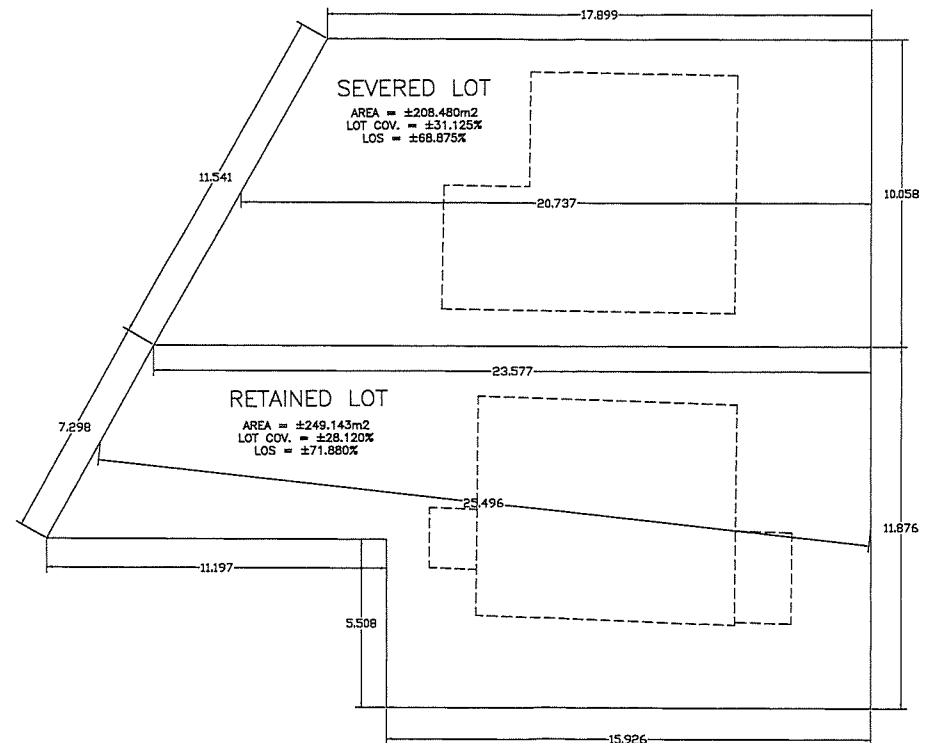 17.899
SEVERED LOT
AREA = ±208.480m2
LOT COV. = ±31.125%
LOS = ±68.875%
11.541
10.058
20.737
23.577
RETAINED LOT
AREA = ±249.143m2
LOT COV. = ±28.120%
LOS = ±71.880%
7.298
25.496
11.876
11.197
5.508
15.926